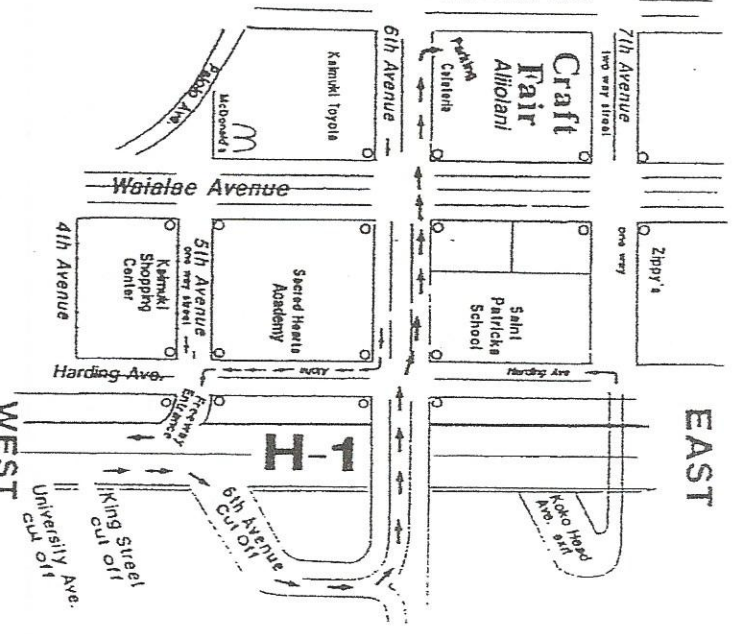 6th Avenue
Parking
Cafeteria
Craft
Fair
Aliiolani
7th Avenue
two way street
Kaimuki Toyota
McDonald's
Palolo Ave.
Waialae Avenue
4th Avenue
Kaimuki
Shopping
Center
5th Avenue
one way street
Sacred Hearts
Academy
Saint
Patricks
School
one way
Zippy's
Harding Ave.
Harding Ave
Freeway
Entrance
H-1
EAST
WEST
6th Avenue
Cut Off
Koko Head
Ave. exit
King Street
cut off
University Ave.
cut off